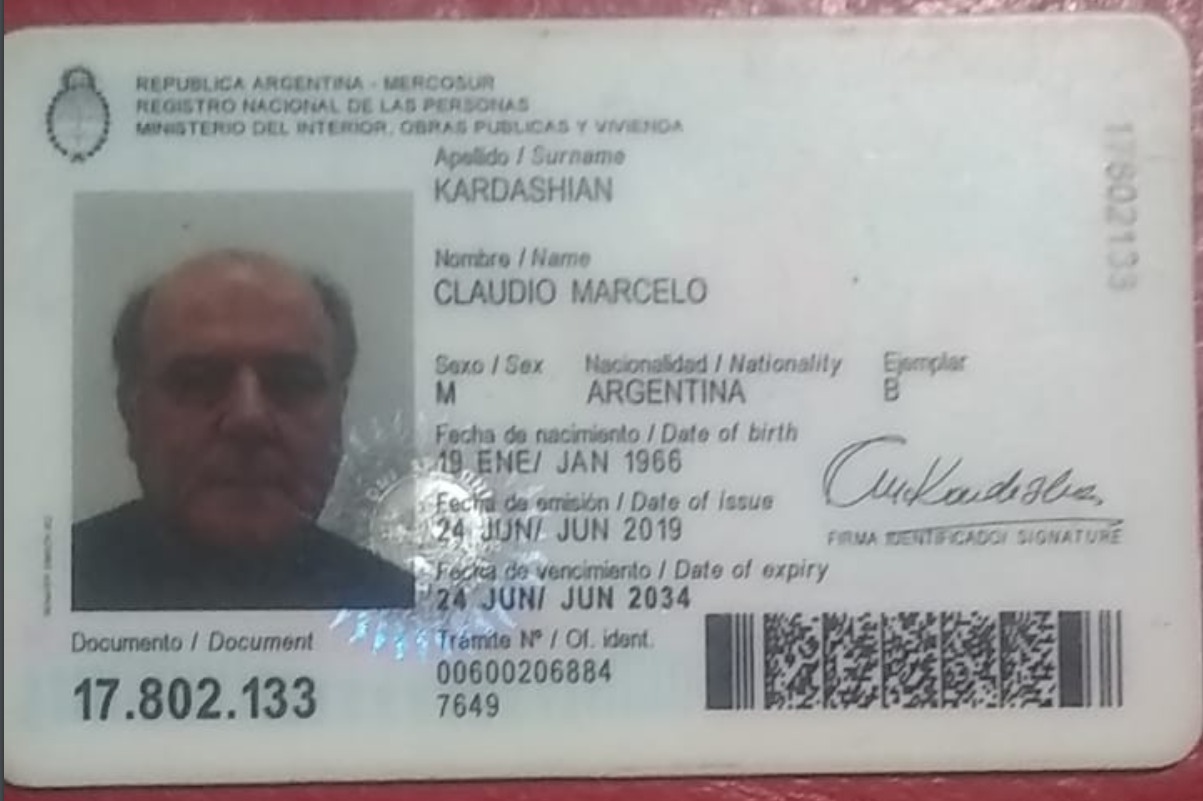 REPUBLICA ARGENTINA - MERCOSUR
REGISTRO NACIONAL DE LAS PERSONAS
MINISTERIO DEL INTERIOR, OBRAS PUBLICAS Y VIVIENDA
Apellido / Surname
KARDASHIAN
Nombre / Name
CLAUDIO MARCELO
Sexo / Sex Nacionalidad / Nationality Ejemplar
M ARGENTINA B
Fecha de nacimiento / Date of birth
19 ENE/ JAN 1966
Fecha de emisión / Date of issue
24 JUN/ JUN 2019
FIRMA IDENTIFICADO/ SIGNATURE
Fecha de vencimiento / Date of expiry
24 JUN/ JUN 2034
Documento / Document
17.802.133
Trámite Nº / Of. ident.
00600206884
7649
17802133